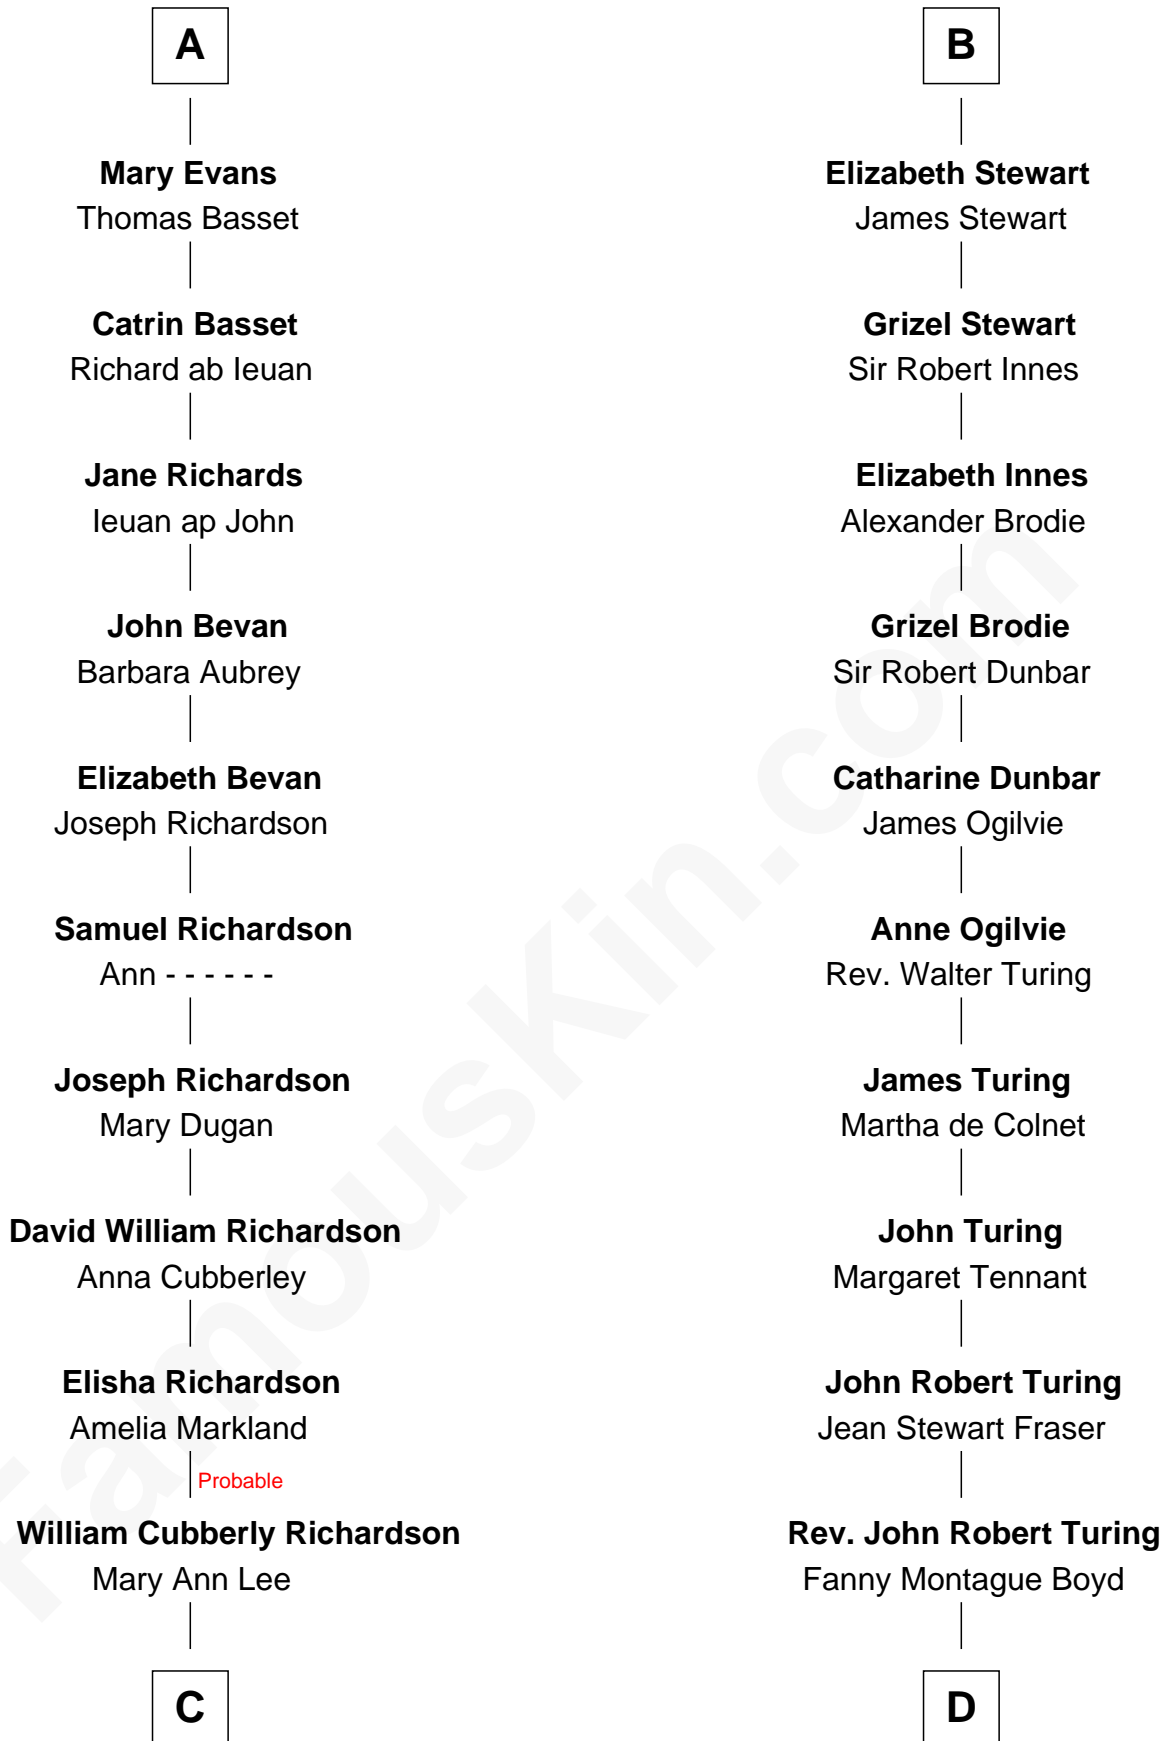 A
Mary Evans
Thomas Basset
Catrin Basset
Richard ab Ieuan
Jane Richards
Ieuan ap John
John Bevan
Barbara Aubrey
Elizabeth Bevan
Joseph Richardson
Samuel Richardson
Ann - - - - - -
Joseph Richardson
Mary Dugan
David William Richardson
Anna Cubberley
Elisha Richardson
Amelia Markland
Probable
William Cubberly Richardson
Mary Ann Lee
C
B
Elizabeth Stewart
James Stewart
Grizel Stewart
Sir Robert Innes
Elizabeth Innes
Alexander Brodie
Grizel Brodie
Sir Robert Dunbar
Catharine Dunbar
James Ogilvie
Anne Ogilvie
Rev. Walter Turing
James Turing
Martha de Colnet
John Turing
Margaret Tennant
John Robert Turing
Jean Stewart Fraser
Rev. John Robert Turing
Fanny Montague Boyd
D
FamousKin.com